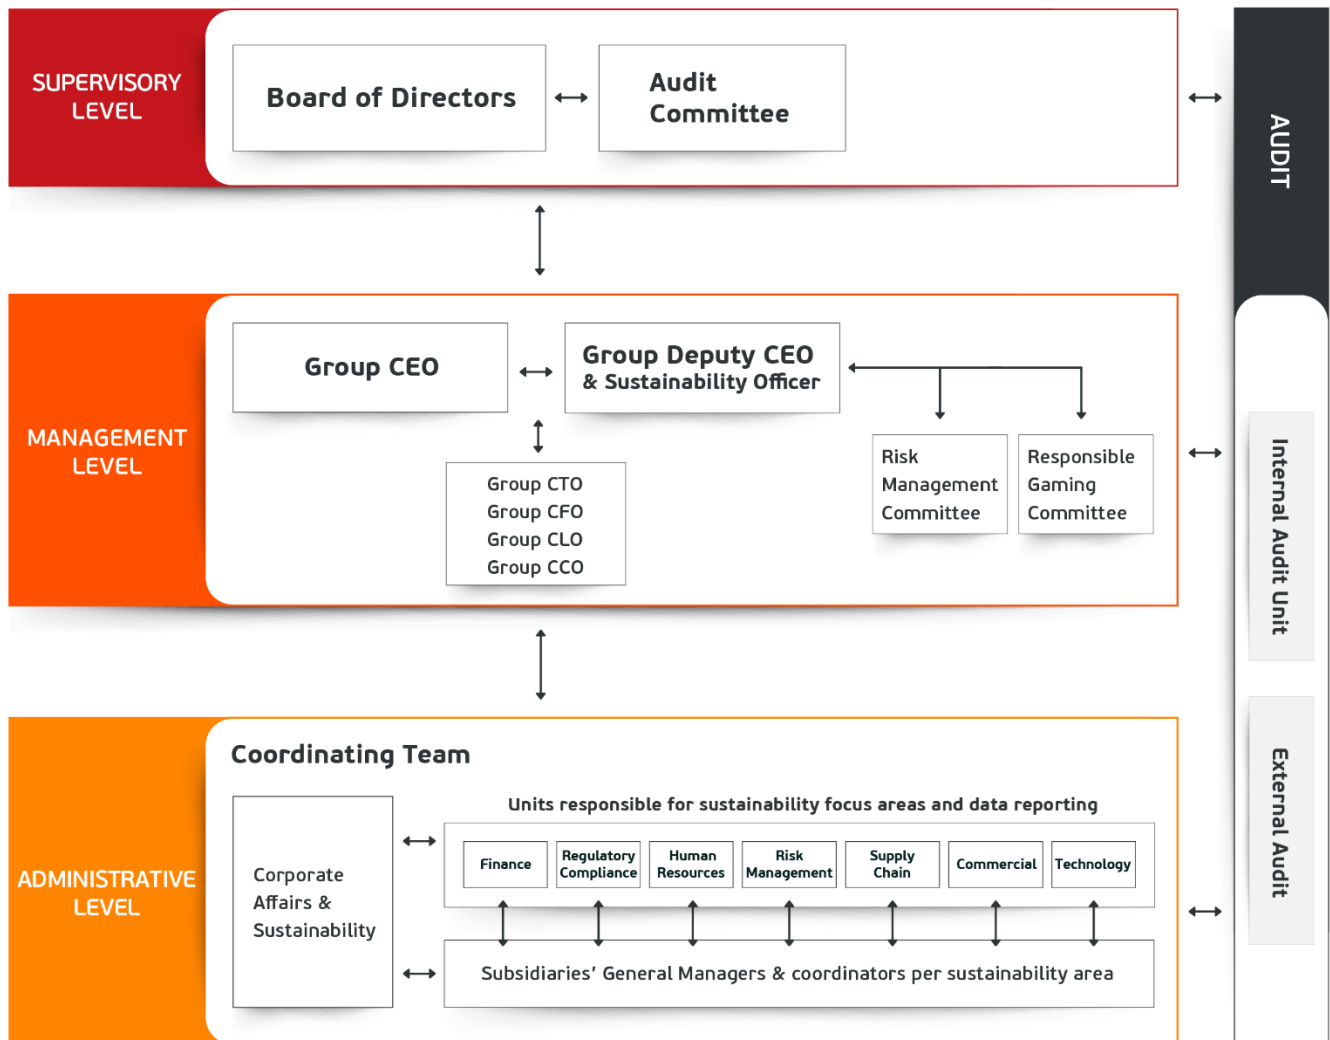 SUPERVISORY
LEVEL
Board of Directors
Audit
Committee
AUDIT
MANAGEMENT
LEVEL
Group CEO
Group Deputy CEO
& Sustainability Officer
Group CTO
Group CFO
Group CLO
Group CCO
Risk
Management
Committee
Responsible
Gaming
Committee
Internal Audit Unit
External Audit
ADMINISTRATIVE
LEVEL
Coordinating Team
Corporate
Affairs &
Sustainability
Units responsible for sustainability focus areas and data reporting
Finance
Regulatory
Compliance
Human
Resources
Risk
Management
Supply
Chain
Commercial
Technology
Subsidiaries’ General Managers & coordinators per sustainability area